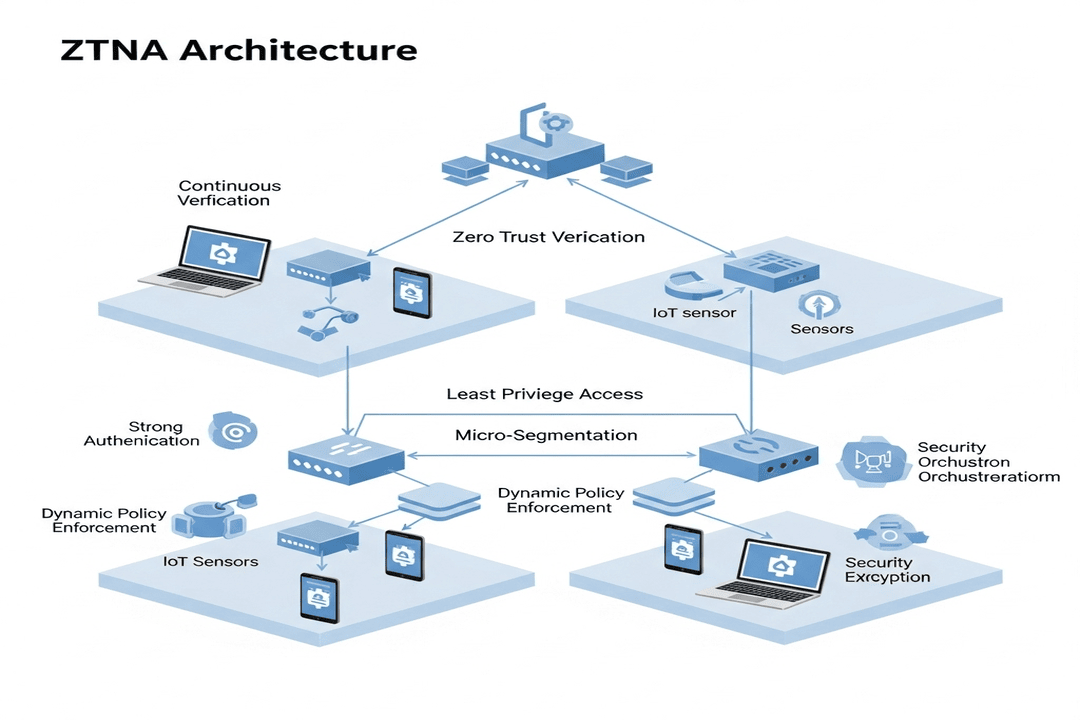 ZTNA Architecture
Continuous
Verfication
Zero Trust Verication
IoT sensor
Sensors
Least Priviege Access
Strong
Authenication
Micro-Segmentation
Security
Orchustron
Orchustreratiorm
Dynamic Policy
Enforcement
Dynamic Policy
Enforcement
IoT Sensors
Security
Exrcyption